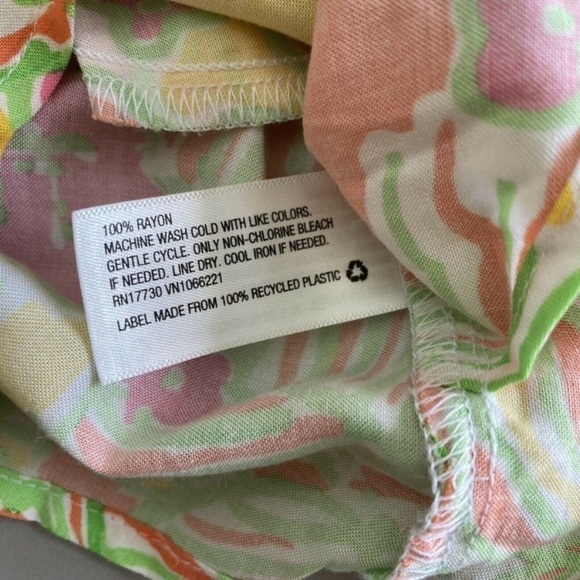 100% RAYON
MACHINE WASH COLD WITH LIKE COLORS.
GENTLE CYCLE. ONLY NON-CHLORINE BLEACH
IF NEEDED. LINE DRY. COOL IRON IF NEEDED.
RN17730 VN1066221
LABEL MADE FROM 100% RECYCLED PLASTIC